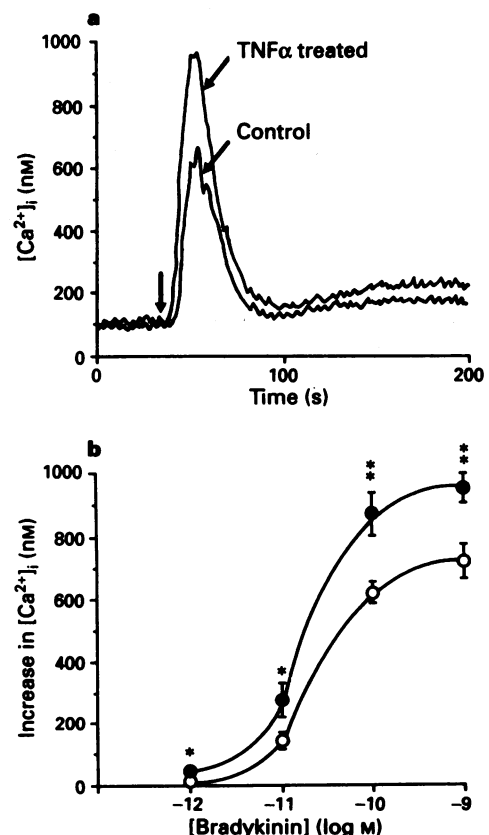 a
TNFα treated
Control
[Ca²⁺]ᵢ (nM)
1000
800
600
400
200
0
0 100 200
Time (s)
b
Increase in [Ca²⁺]ᵢ (nM)
1000
800
600
400
200
0
* * ** **
−12 −11 −10 −9
[Bradykinin] (log M)